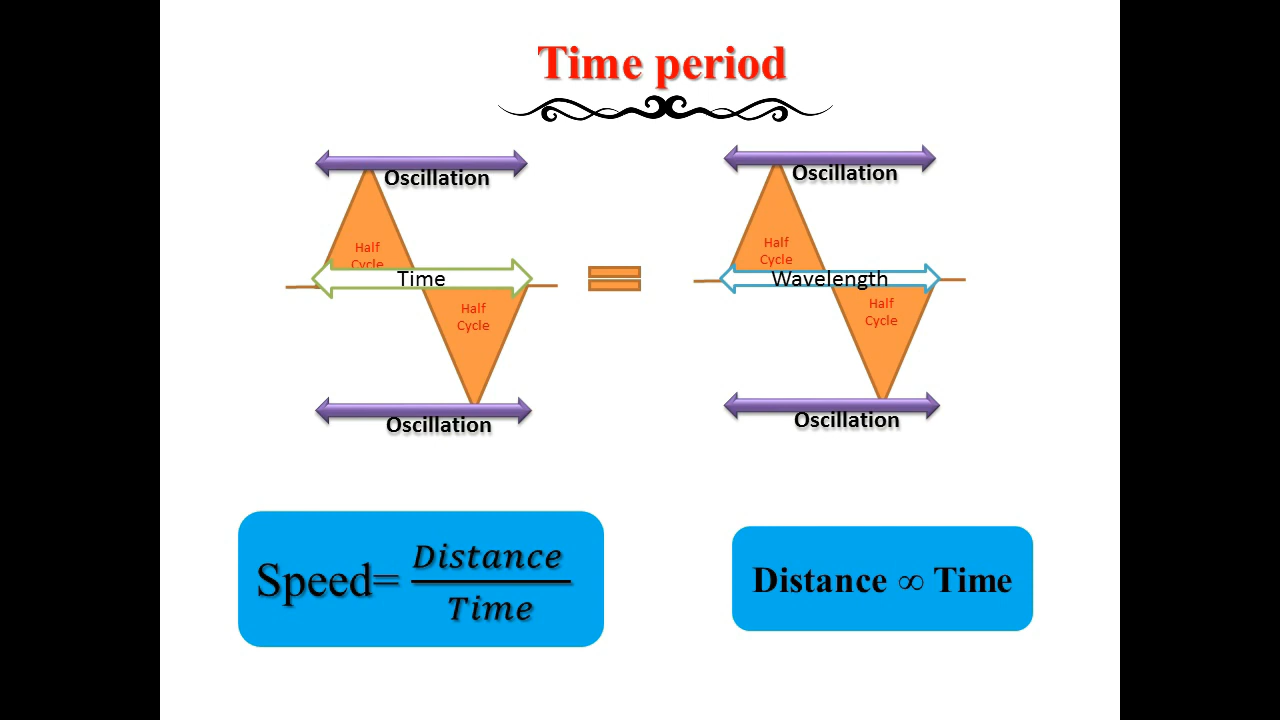 Time period
Oscillation
Oscillation
Half
Cycle
Half
Cycle
Time
Wavelength
Half
Cycle
Half
Cycle
Oscillation
Oscillation
Speed= Distance
Time
Distance ∞ Time